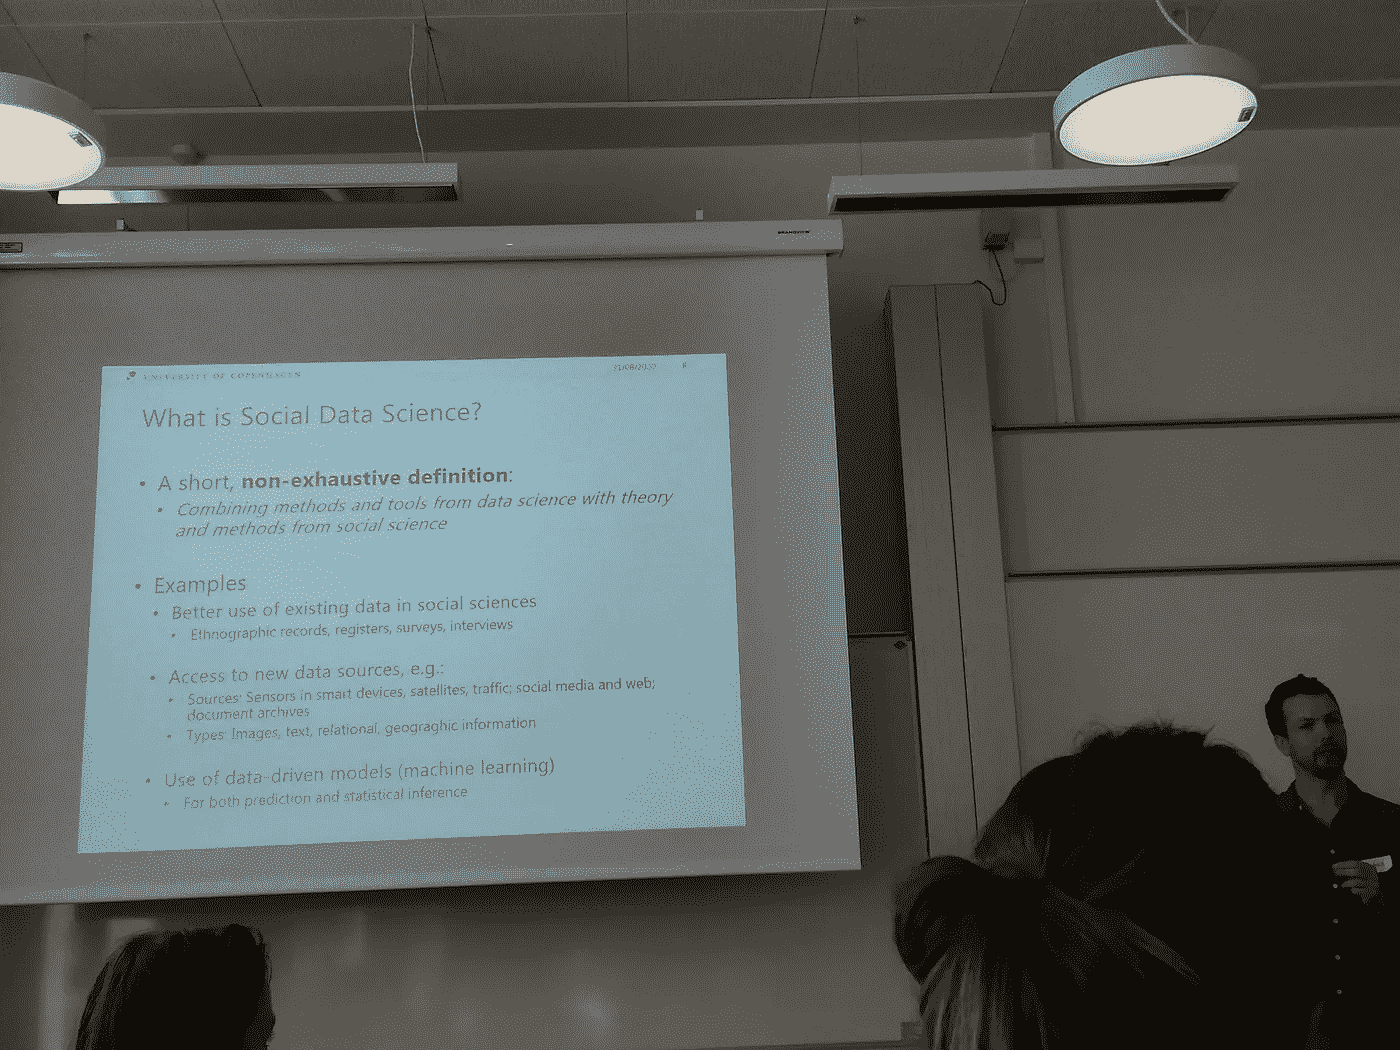 UNIVERSITY OF COPENHAGEN
31/08/2020
What is Social Data Science?
• A short, non-exhaustive definition:
• Combining methods and tools from data science with theory
and methods from social science
• Examples
• Better use of existing data in social sciences
• Ethnographic records, registers, surveys, interviews
• Access to new data sources, e.g.:
• Sources: Sensors in smart devices, satellites, traffic; social media and web;
document archives
• Types: Images, text, relational, geograghic information
• Use of data-driven models (machine learning)
• For both prediction and statistical inference